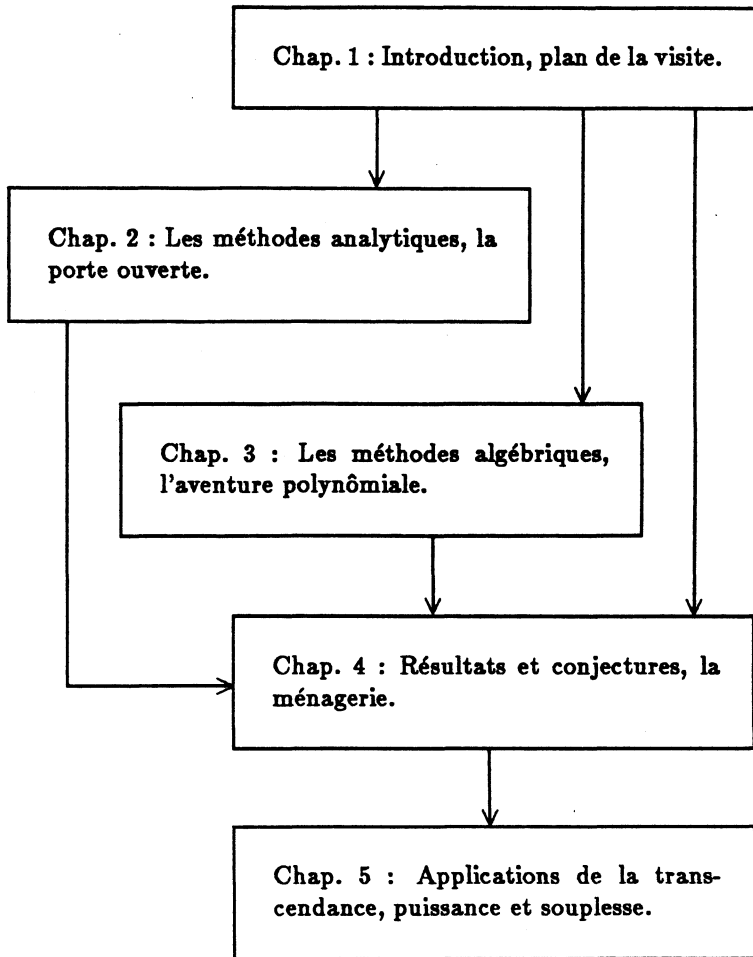 Chap. 1 : Introduction, plan de la visite.
Chap. 2 : Les méthodes analytiques, la
porte ouverte.
Chap. 3 : Les méthodes algébriques,
l'aventure polynômiale.
Chap. 4 : Résultats et conjectures, la
ménagerie.
Chap. 5 : Applications de la trans-
cendance, puissance et souplesse.